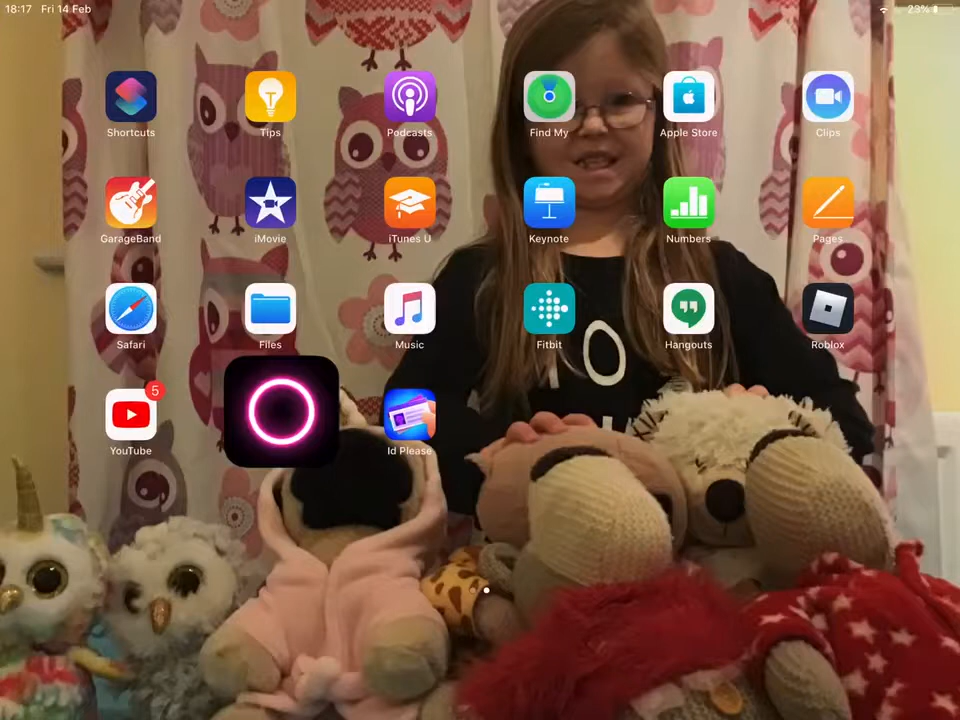 18:17 Fri 14 Feb 23%
Shortcuts Tips Podcasts Find My Apple Store Clips
GarageBand iMovie iTunes U Keynote Numbers Pages
Safari Files Music Fitbit Hangouts Roblox
5
YouTube Id Please